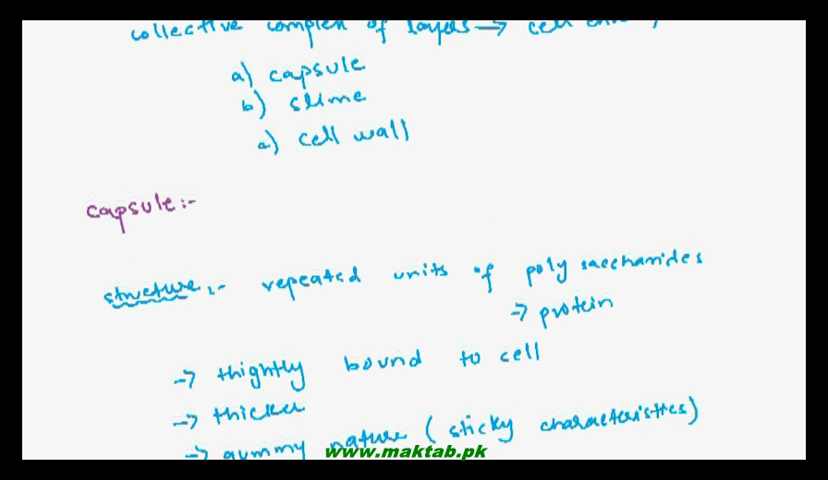 collective complex of layers → cell
a) capsule
b) slime
c) cell wall
capsule:-
structure:- repeated units of poly saccharides
→ protein
→ thightly bound to cell
→ thicker
→ gummy nature (sticky characteristics)
www.maktab.pk